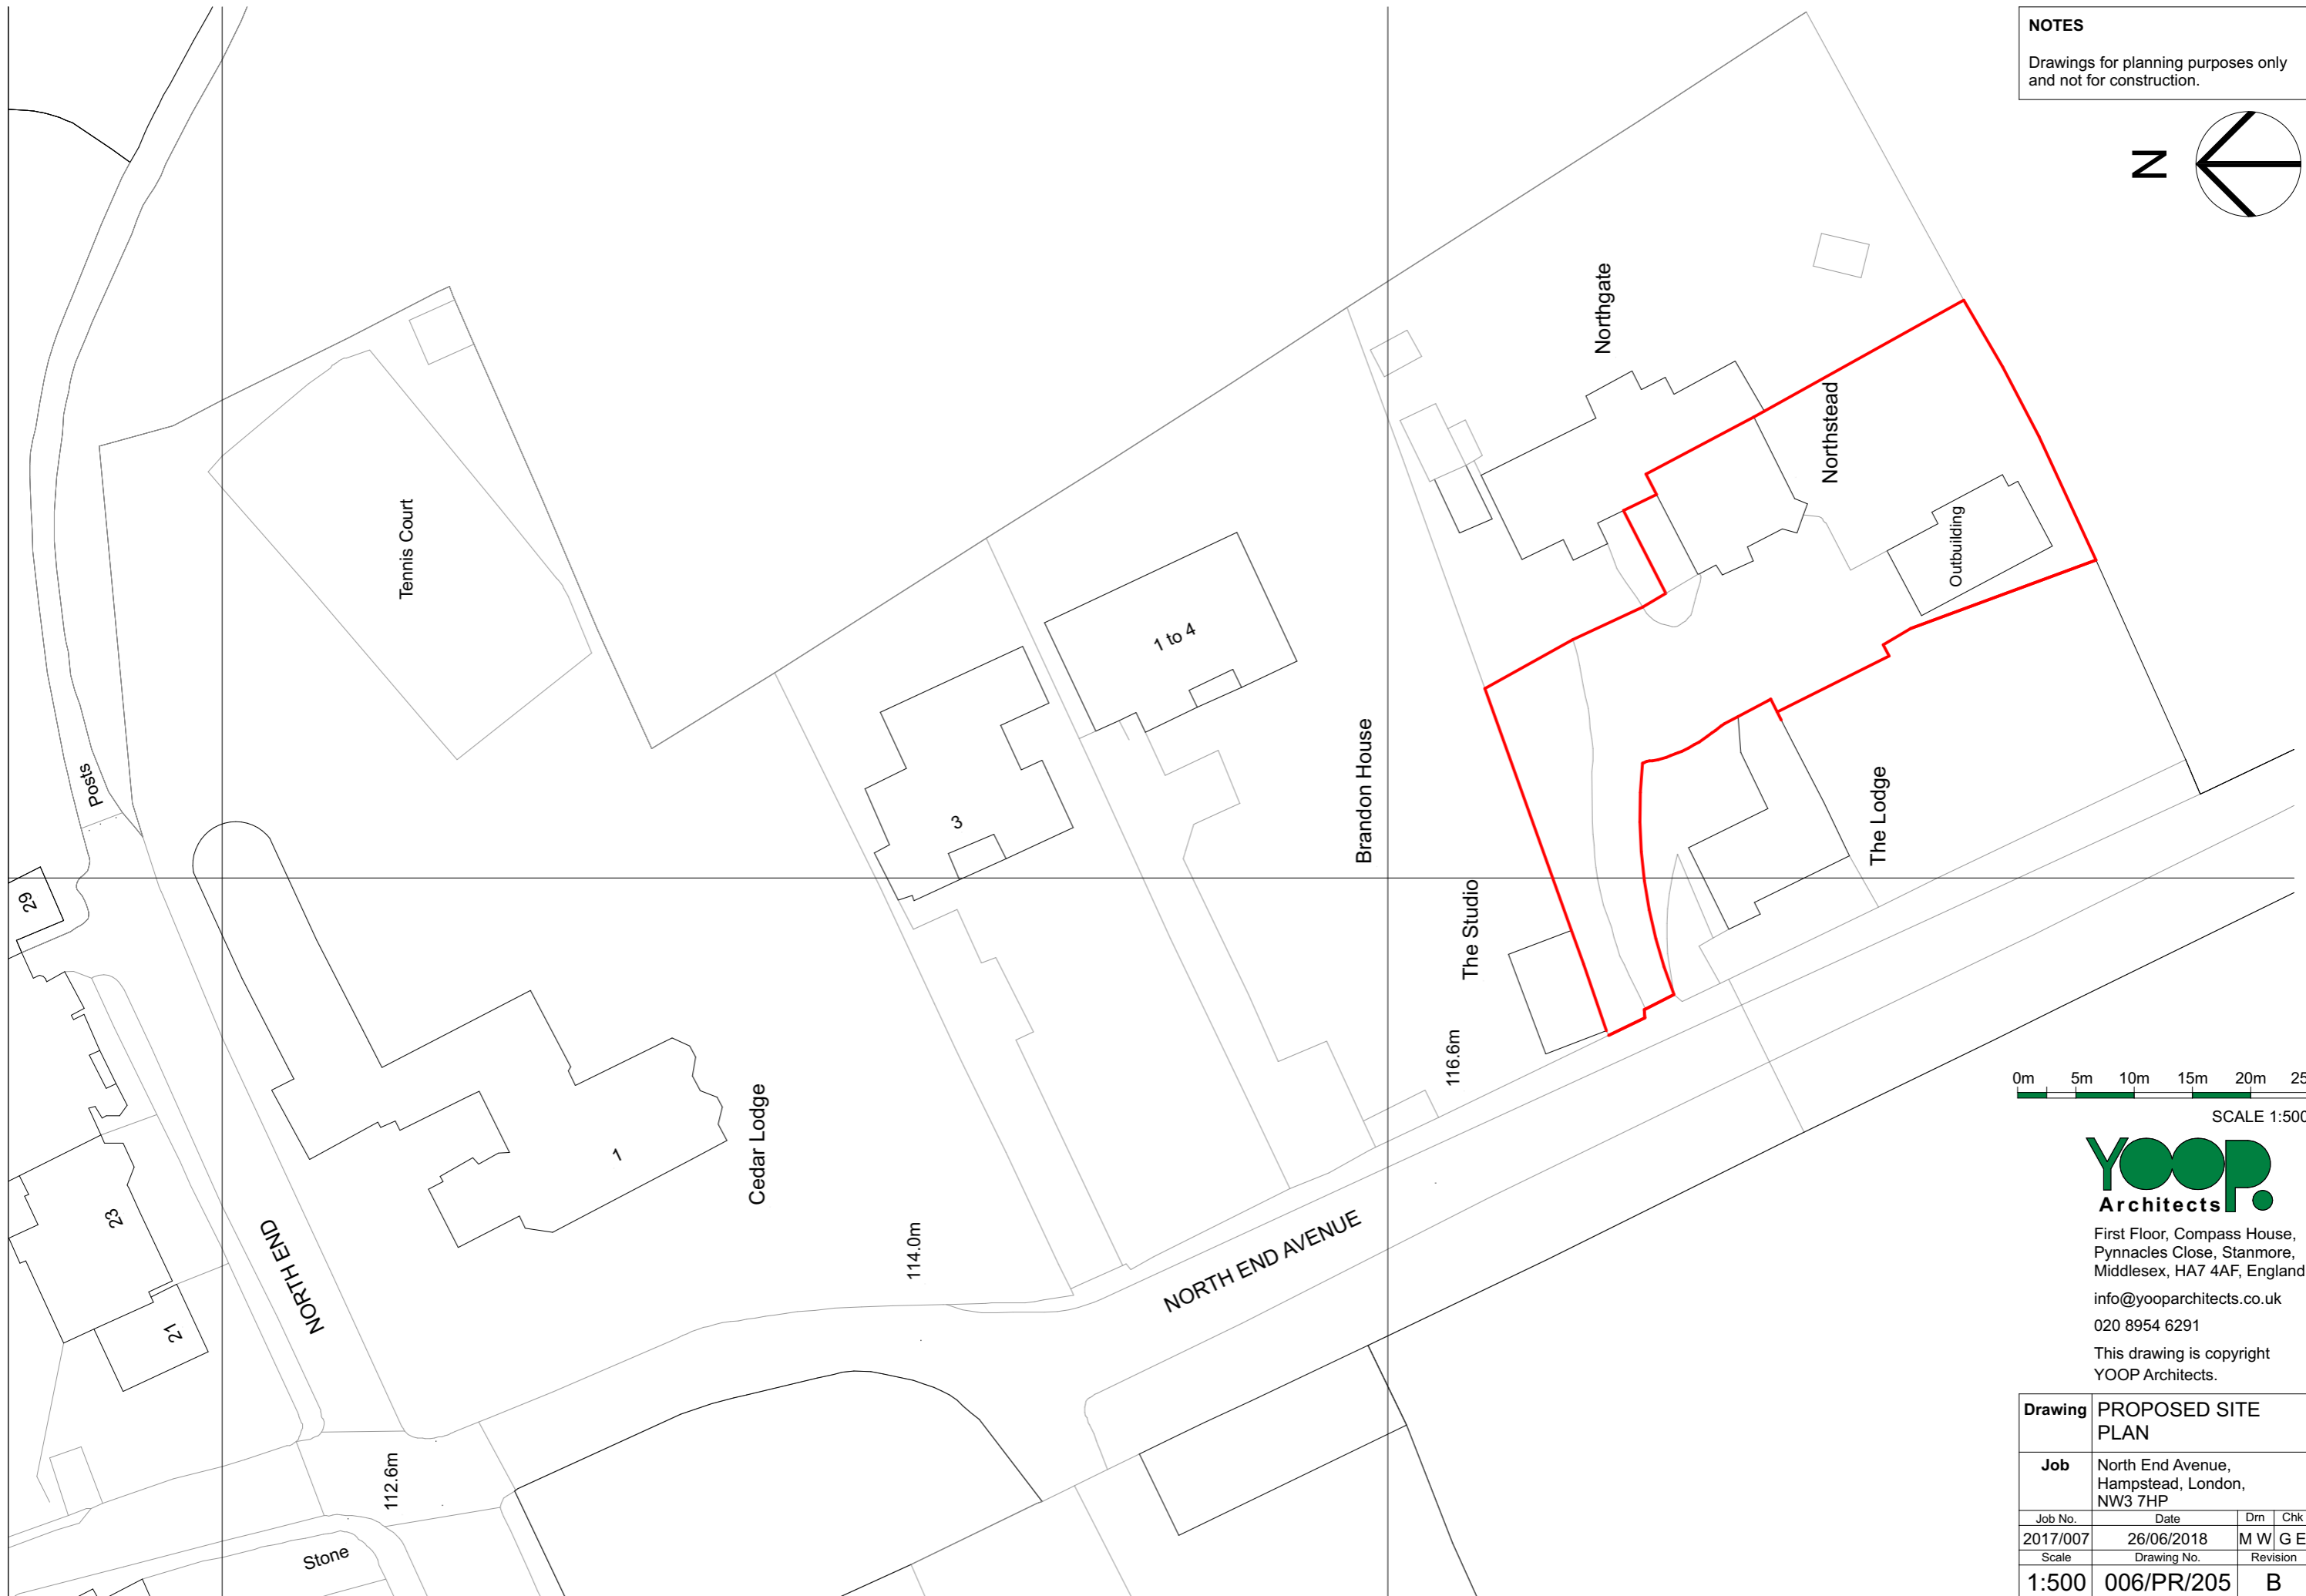 NOTES
Drawings for planning purposes only
and not for construction.
N
Northgate
Northstead
Tennis Court
Outbuilding
1 to 4
Posts
Brandon House
3
The Lodge
29
The Studio
116.6m
Cedar Lodge
1
23
NORTH END
114.0m
NORTH END AVENUE
21
112.6m
Stone
0m 5m 10m 15m 20m 25
SCALE 1:500
YOOP.
Architects
First Floor, Compass House,
Pynnacles Close, Stanmore,
Middlesex, HA7 4AF, England
info@yooparchitects.co.uk
020 8954 6291
This drawing is copyright
YOOP Architects.
Drawing PROPOSED SITE
PLAN
Job North End Avenue,
Hampstead, London,
NW3 7HP
Job No. Date Drn Chk
2017/007 26/06/2018 M W G E
Scale Drawing No. Revision
1:500 006/PR/205 B